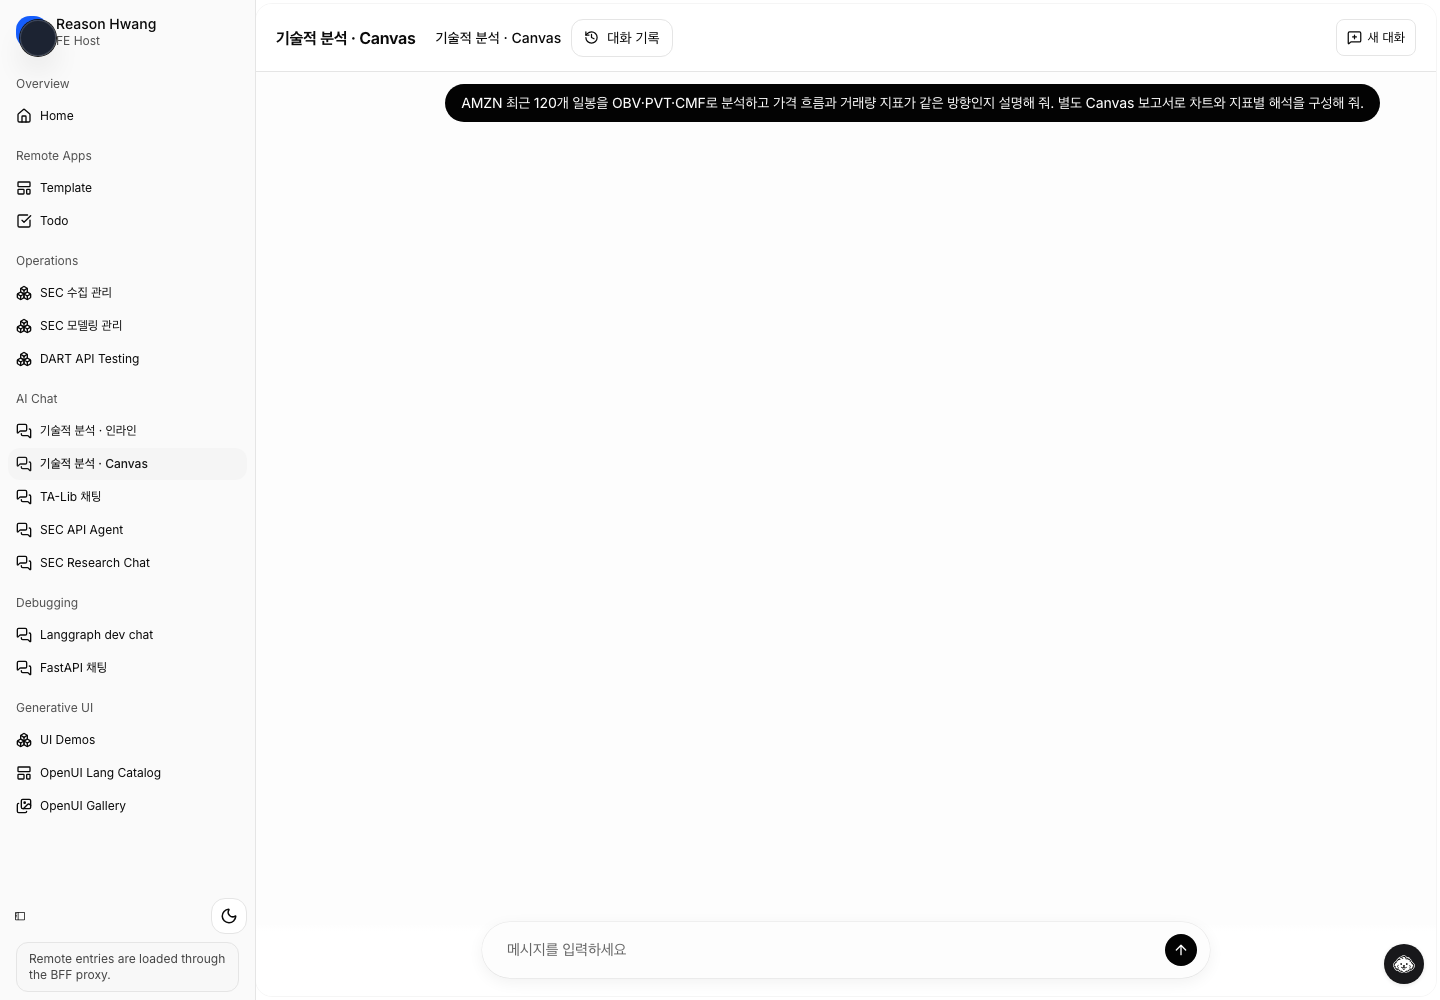 Reason Hwang
FE Host
Overview
Home
Remote Apps
Template
Todo
Operations
SEC 수집 관리
SEC 모델링 관리
DART API Testing
AI Chat
기술적 분석 · 인라인
기술적 분석 · Canvas
TA-Lib 채팅
SEC API Agent
SEC Research Chat
Debugging
Langgraph dev chat
FastAPI 채팅
Generative UI
UI Demos
OpenUI Lang Catalog
OpenUI Gallery
Remote entries are loaded through
the BFF proxy.
기술적 분석 · Canvas
기술적 분석 · Canvas
대화 기록
새 대화
AMZN 최근 120개 일봉을 OBV·PVT·CMF로 분석하고 가격 흐름과 거래량 지표가 같은 방향인지 설명해 줘. 별도 Canvas 보고서로 차트와 지표별 해석을 구성해 줘.
메시지를 입력하세요